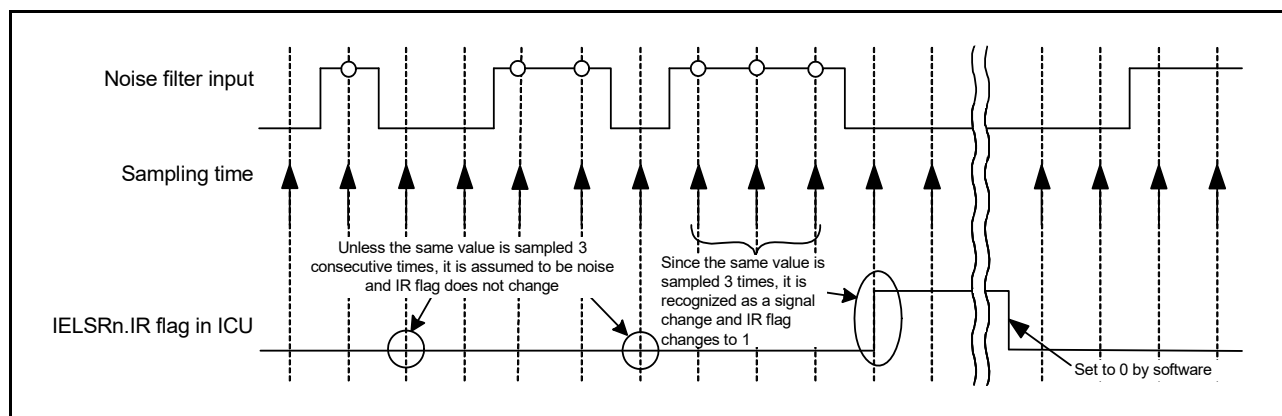 Noise filter input
Sampling time
Unless the same value is sampled 3
consecutive times, it is assumed to be noise
and IR flag does not change
Since the same value is
sampled 3 times, it is
recognized as a signal
change and IR flag
changes to 1
IELSRn.IR flag in ICU
Set to 0 by software